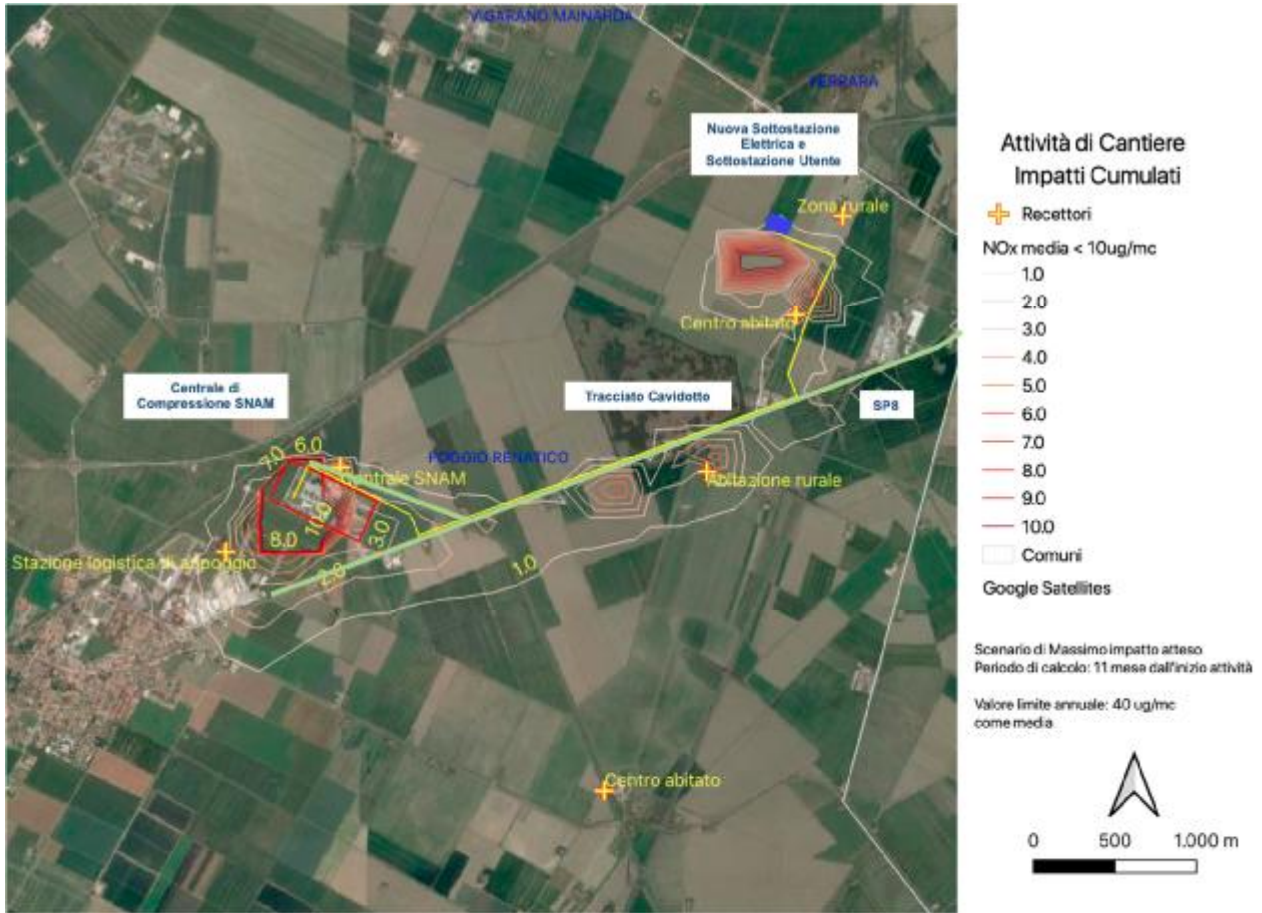 VIGARANO MAINARDA
FERRARA
Nuova Sottostazione
Elettrica e
Sottostazione Utente
Zona rurale
Centro abitato
Centrale di
Compressione SNAM
Tracciato Cavidotto
SP8
POGGIO RENATICO
7.0
6.0
Centrale SNAM
Abitazione rurale
10.0
8.0
3.0
Stazione logistica di appoggio
2.0
1.0
Centro abitato
Attività di Cantiere
Impatti Cumulati
Recettori
NOx media < 10ug/mc
1.0
2.0
3.0
4.0
5.0
6.0
7.0
8.0
9.0
10.0
Comuni
Google Satellites
Scenario di Massimo impatto atteso
Periodo di calcolo: 11 mese dall'inizio attività
Valore limite annuale: 40 ug/mc
come media
0 500 1.000 m